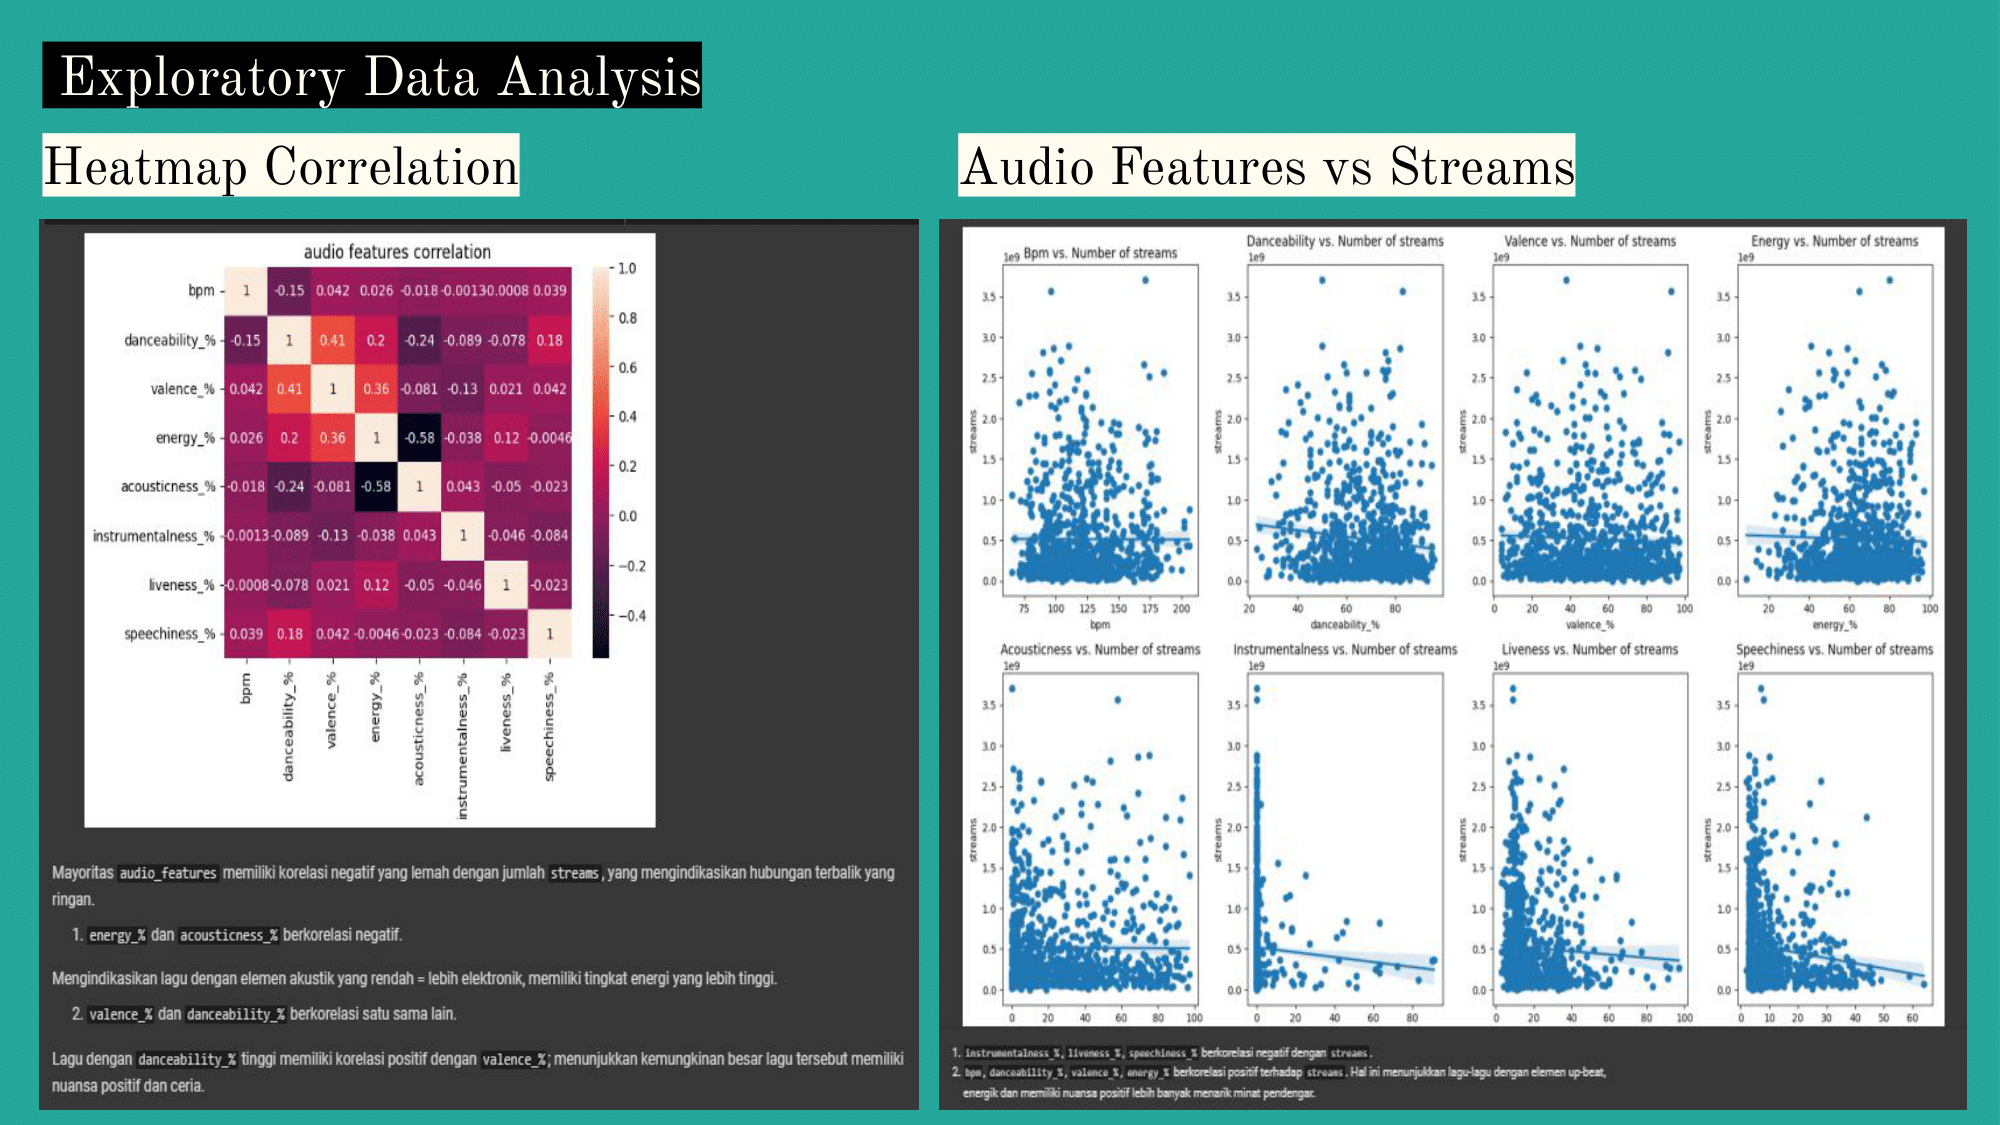 Exploratory Data Analysis
Heatmap Correlation
audio features correlation
bpm 1 -0.15 0.042 0.026 -0.018 -0.0013 0.0008 0.039
danceability_% -0.15 1 0.41 0.2 -0.24 -0.089 -0.078 0.18
valence_% 0.042 0.41 1 0.36 -0.081 -0.13 0.021 0.042
energy_% 0.026 0.2 0.36 1 -0.58 -0.038 0.12 -0.0046
acousticness_% -0.018 -0.24 -0.081 -0.58 1 0.043 -0.05 -0.023
instrumentalness_% -0.0013 -0.089 -0.13 -0.038 0.043 1 -0.046 -0.084
liveness_% -0.0008 -0.078 0.021 0.12 -0.05 -0.046 1 -0.023
speechiness_% 0.039 0.18 0.042 -0.0046 -0.023 -0.084 -0.023 1
bpm
danceability_%
valence_%
energy_%
acousticness_%
instrumentalness_%
liveness_%
speechiness_%
1.0
0.8
0.6
0.4
0.2
0.0
−0.2
−0.4
Mayoritas audio_features memiliki korelasi negatif yang lemah dengan jumlah streams, yang mengindikasikan hubungan terbalik yang
ringan.
1. energy_% dan acousticness_% berkorelasi negatif.
Mengindikasikan lagu dengan elemen akustik yang rendah = lebih elektronik, memiliki tingkat energi yang lebih tinggi.
2. valence_% dan danceability_% berkorelasi satu sama lain.
Lagu dengan danceability_% tinggi memiliki korelasi positif dengan valence_%; menunjukkan kemungkinan besar lagu tersebut memiliki
nuansa positif dan ceria.
Audio Features vs Streams
1e9 Bpm vs. Number of streams
3.5
3.0
2.5
2.0
1.5
1.0
0.5
0.0
streams
75 100 125 150 175 200
bpm
Danceability vs. Number of streams
1e9
3.5
3.0
2.5
2.0
1.5
1.0
0.5
0.0
streams
20 40 60 80
danceability_%
Valence vs. Number of streams
1e9
3.5
3.0
2.5
2.0
1.5
1.0
0.5
0.0
streams
0 20 40 60 80 100
valence_%
Energy vs. Number of streams
1e9
3.5
3.0
2.5
2.0
1.5
1.0
0.5
0.0
streams
20 40 60 80 100
energy_%
Acousticness vs. Number of streams
1e9
3.5
3.0
2.5
2.0
1.5
1.0
0.5
0.0
streams
0 20 40 60 80 100
Instrumentalness vs. Number of streams
1e9
3.5
3.0
2.5
2.0
1.5
1.0
0.5
0.0
streams
0 20 40 60 80
Liveness vs. Number of streams
1e9
3.5
3.0
2.5
2.0
1.5
1.0
0.5
0.0
streams
0 20 40 60 80 100
Speechiness vs. Number of streams
1e9
3.5
3.0
2.5
2.0
1.5
1.0
0.5
0.0
streams
0 10 20 30 40 50 60
1. instrumentalness_%, liveness_%, speechiness_% berkorelasi negatif dengan streams.
2. bpm, danceability_%, valence_%, energy_% berkorelasi positif terhadap streams. Hal ini menunjukkan lagu-lagu dengan elemen up-beat,
energik dan memiliki nuansa positif lebih banyak menarik minat pendengar.